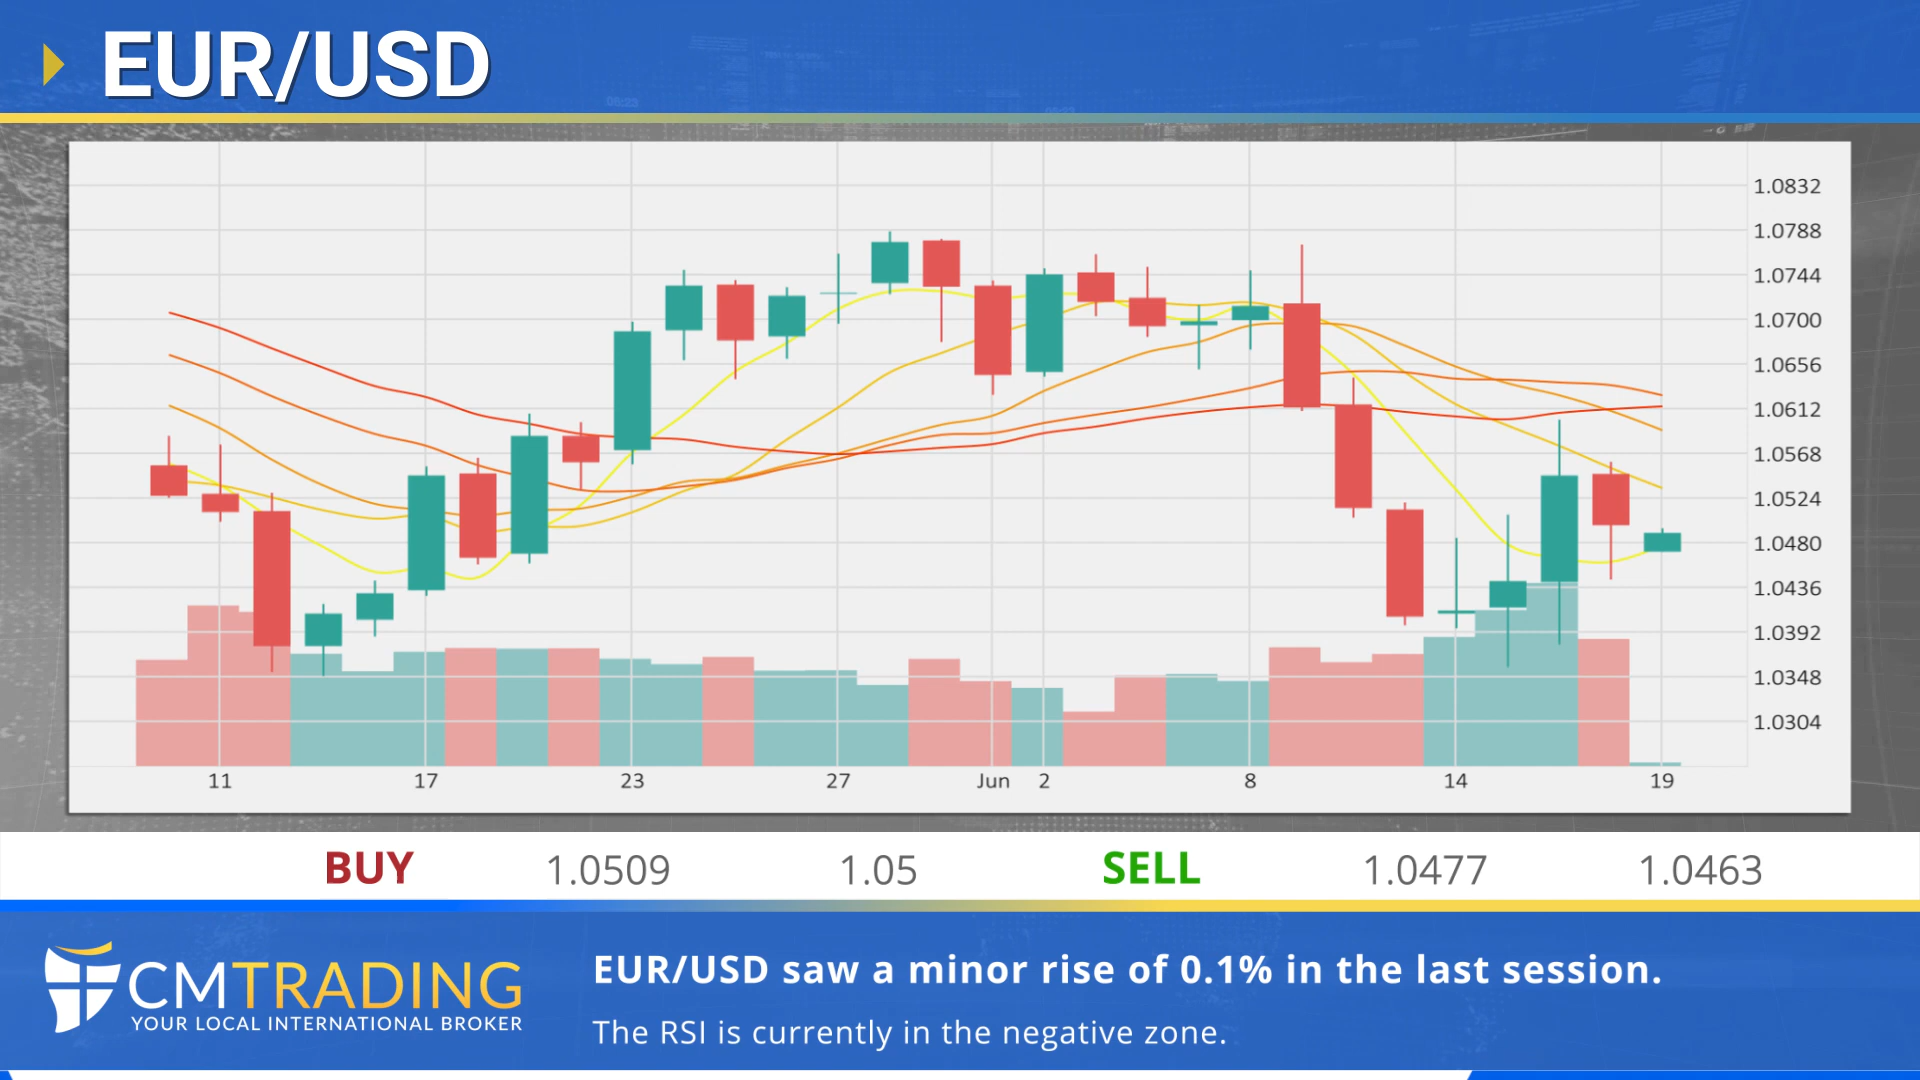 EUR/USD
1.0832
1.0788
1.0744
1.0700
1.0656
1.0612
1.0568
1.0524
1.0480
1.0436
1.0392
1.0348
1.0304
11 17 23 27 Jun 2 8 14 19
BUY 1.0509 1.05 SELL 1.0477 1.0463
CMTRADING
YOUR LOCAL INTERNATIONAL BROKER
EUR/USD saw a minor rise of 0.1% in the last session.
The RSI is currently in the negative zone.